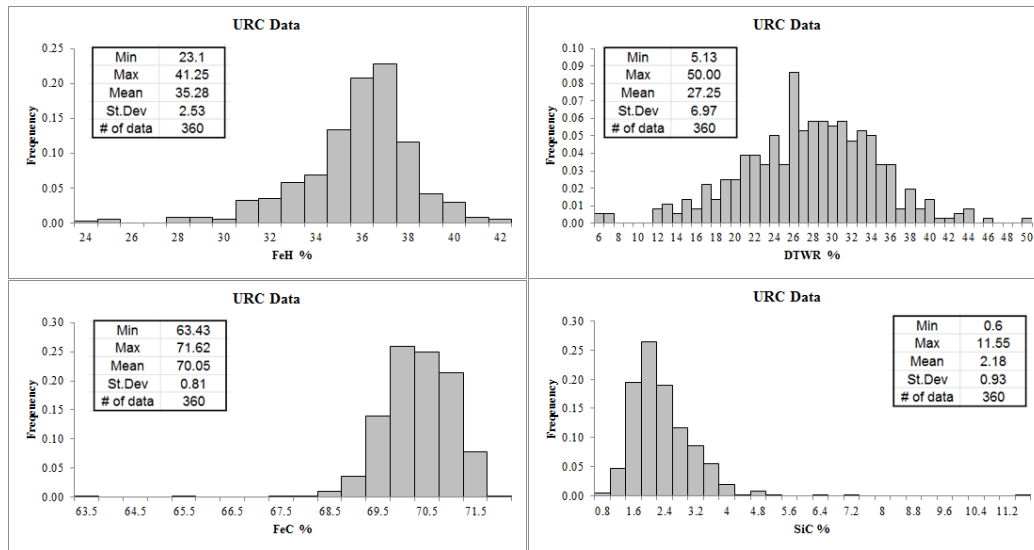 URC Data
Min 23.1
Max 41.25
Mean 35.28
St.Dev 2.53
# of data 360
Frequency
0.25
0.20
0.15
0.10
0.05
0.00
24 26 28 30 32 34 36 38 40 42
FeH %
URC Data
Min 5.13
Max 50.00
Mean 27.25
St.Dev 6.97
# of data 360
Frequency
0.10
0.09
0.08
0.07
0.06
0.05
0.04
0.03
0.02
0.01
0.00
6 8 10 12 14 16 18 20 22 24 26 28 30 32 34 36 38 40 42 44 46 48 50
DTWR %
URC Data
Min 63.43
Max 71.62
Mean 70.05
St.Dev 0.81
# of data 360
Frequency
0.30
0.25
0.20
0.15
0.10
0.05
0.00
63.5 64.5 65.5 66.5 67.5 68.5 69.5 70.5 71.5
FeC %
URC Data
Min 0.6
Max 11.55
Mean 2.18
St.Dev 0.93
# of data 360
Frequency
0.30
0.25
0.20
0.15
0.10
0.05
0.00
0.8 1.6 2.4 3.2 4 4.8 5.6 6.4 7.2 8 8.8 9.6 10.4 11.2
SiC %